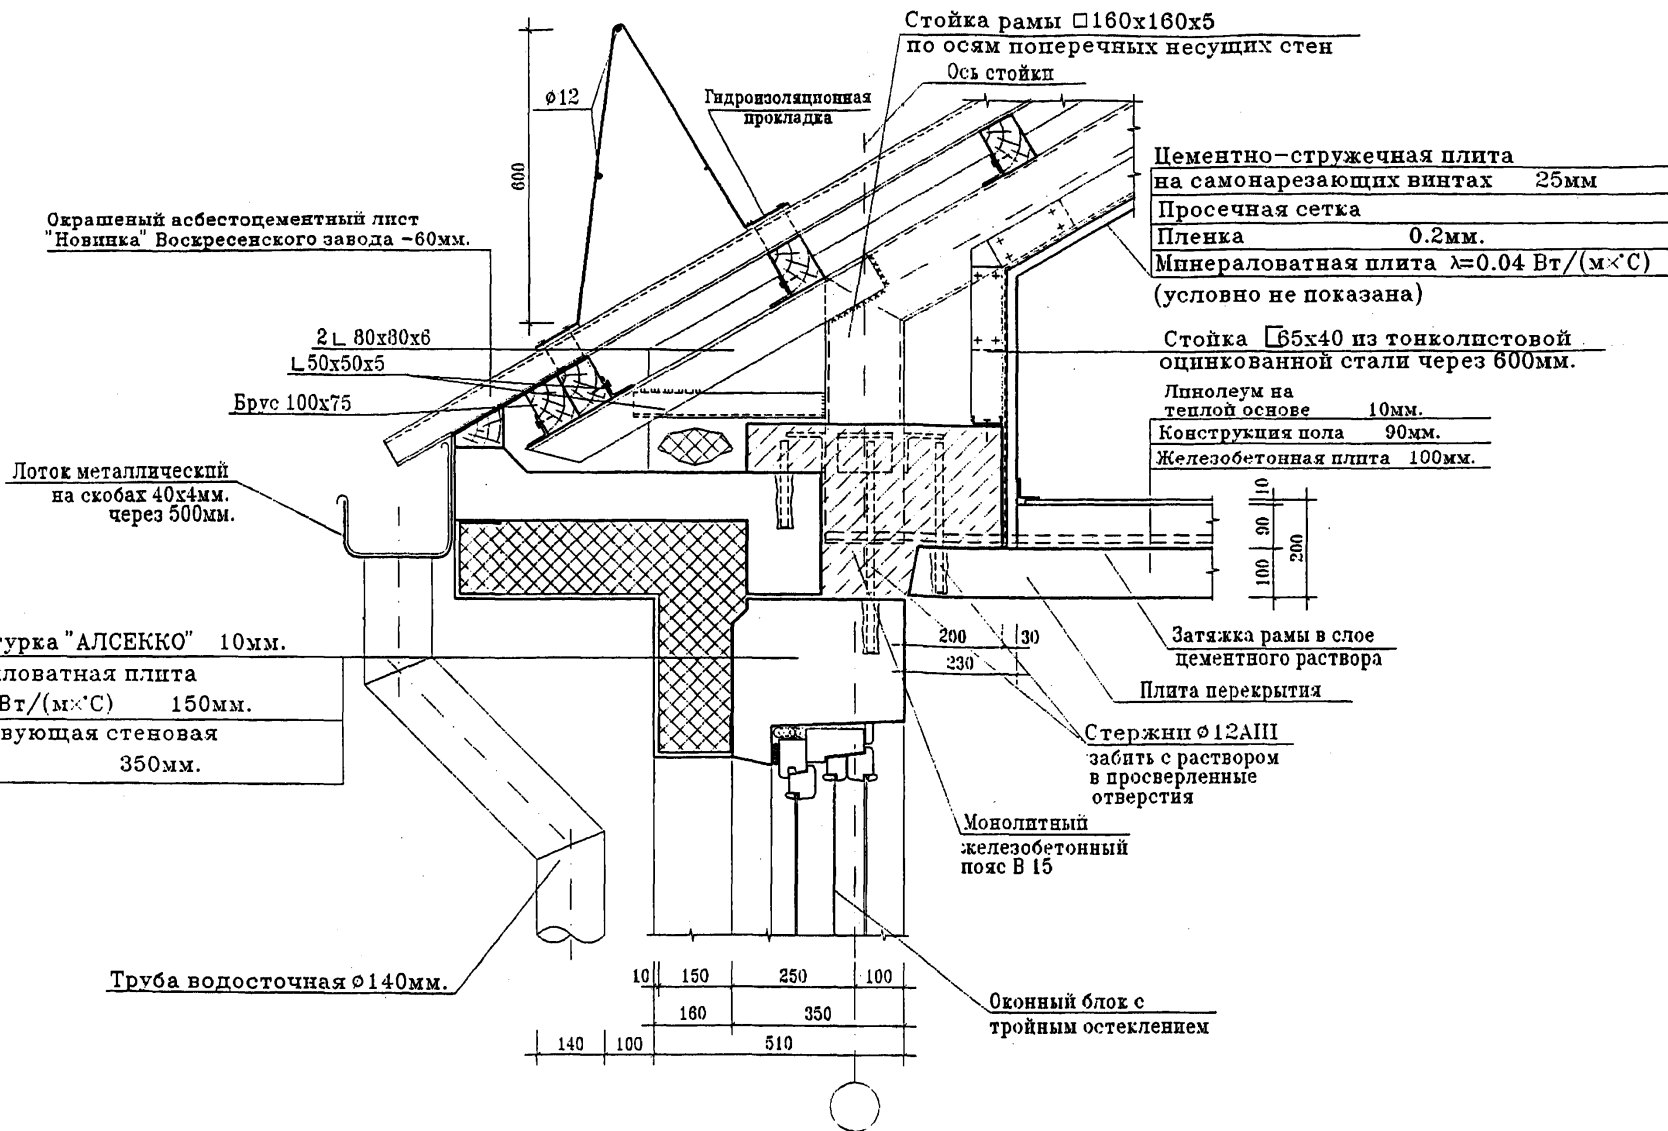 Стойка рамы □160х160х5
по осям поперечных несущих стен
Ось стойки
ø12
Гидроизоляционная
прокладка
600
Окрашеный асбестоцементный лист
"Новинка" Воскресенского завода -60мм.
Цементно-стружечная плита
на самонарезающих винтах 25мм
Просечная сетка
Пленка 0.2мм.
Минераловатная плита λ=0.04 Вт/(м×°С)
(условно не показана)
2∟80х80х6
∟50х50х5
Брус 100х75
Стойка [65х40 из тонколистовой
оцинкованной стали через 600мм.
Линолеум на
теплой основе 10мм.
Конструкция пола 90мм.
Железобетонная плита 100мм.
Лоток металлический
на скобах 40х4мм.
через 500мм.
10
90
100
200
урка "АЛСЕККО" 10мм.
ловатная плита
Вт/(м×°С) 150мм.
вующая стеновая
350мм.
200 30
230
Затяжка рамы в слое
цементного раствора
Плита перекрытия
Стержни ø12АIII
забить с раствором
в просверленные
отверстия
Монолитный
железобетонный
пояс В 15
Труба водосточная ø140мм.
Оконный блок с
тройным остеклением
10 150 250 100
160 350
140 100 510